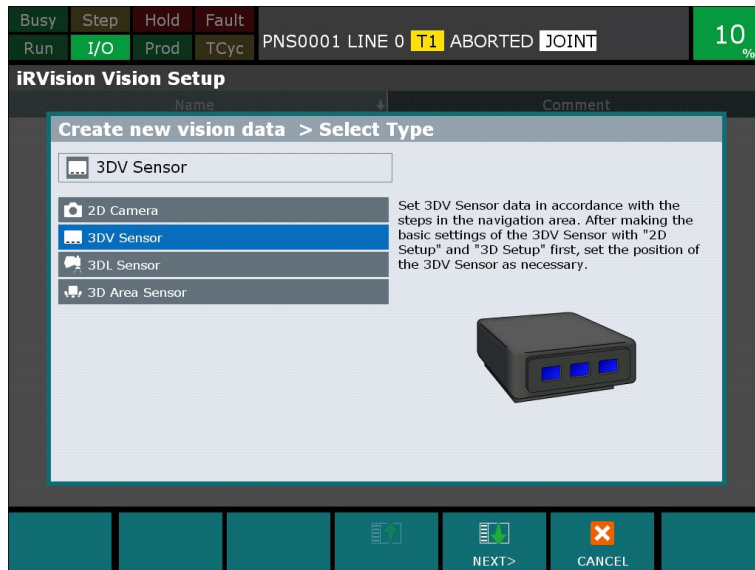 Busy Step Hold Fault
Run I/O Prod TCyc
PNS0001 LINE 0 T1 ABORTED JOINT
10
%
iRVision Vision Setup
Name Comment
Create new vision data > Select Type
3DV Sensor
2D Camera
3DV Sensor
3DL Sensor
3D Area Sensor
Set 3DV Sensor data in accordance with the
steps in the navigation area. After making the
basic settings of the 3DV Sensor with "2D
Setup" and "3D Setup" first, set the position of
the 3DV Sensor as necessary.
NEXT> CANCEL